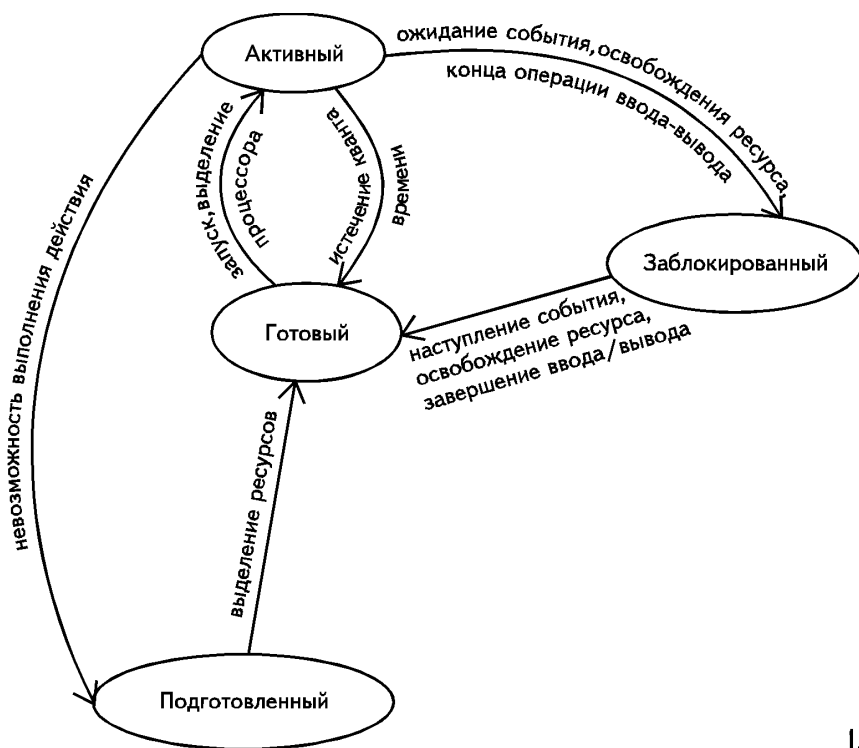 Активный
ожидание события, освобождения ресурса,
конца операции ввода-вывода
запуск, выделение
процессора
истечение кванта
времени
невозможность выполнения действия
Заблокированный
Готовый
наступление события,
освобождение ресурса,
завершение ввода/вывода
выделение ресурсов
Подготовленный